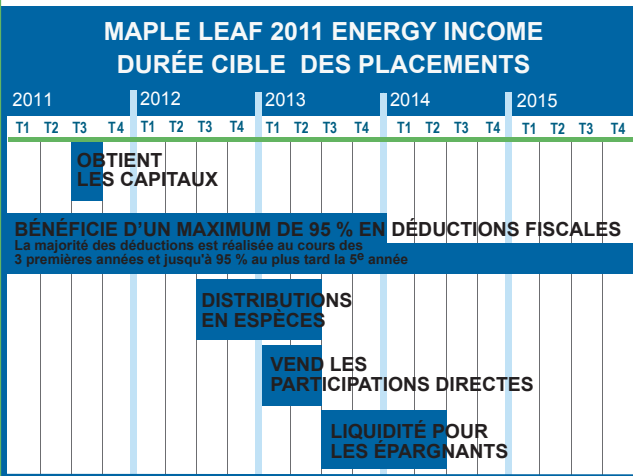 MAPLE LEAF 2011 ENERGY INCOME
DURÉE CIBLE DES PLACEMENTS
2011 2012 2013 2014 2015
T1 T2 T3 T4 T1 T2 T3 T4 T1 T2 T3 T4 T1 T2 T3 T4 T1 T2 T3 T4
OBTIENT
LES CAPITAUX
BÉNÉFICIE D'UN MAXIMUM DE 95 % EN DÉDUCTIONS FISCALES
La majorité des déductions est réalisée au cours des
3 premières années et jusqu'à 95 % au plus tard la 5e année
DISTRIBUTIONS
EN ESPÈCES
VEND LES
PARTICIPATIONS DIRECTES
LIQUIDITÉ POUR
LES ÉPARGNANTS